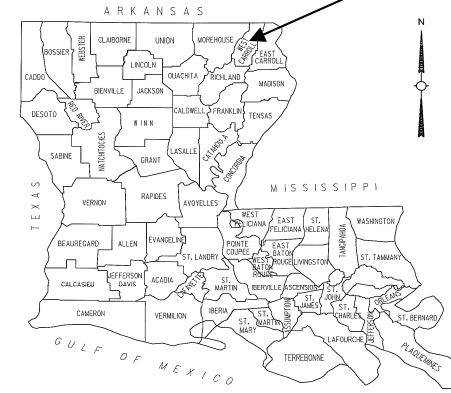 ARKANSAS
N
BOSSIER
WEBSTER
CLAIBORNE
UNION
MOREHOUSE
WEST
CARROLL
EAST
CARROLL
CADDO
LINCOLN
OUACHITA
RICHLAND
MADISON
BIENVILLE
JACKSON
DESOTO
RED RIVER
CALDWELL
FRANKLIN
TENSAS
WINN
NATCHITOCHES
SABINE
GRANT
LASALLE
CATAHOULA
CONCORDIA
TEXAS
MISSISSIPPI
VERNON
RAPIDES
AVOYELLES
WEST
FELICIANA
EAST
FELICIANA
ST.
HELENA
TANGIPAHOA
WASHINGTON
BEAUREGARD
ALLEN
EVANGELINE
ST. LANDRY
POINTE
COUPEE
WEST
BATON
ROUGE
EAST
BATON
ROUGE
LIVINGSTON
ST. TAMMANY
CALCASIEU
JEFFERSON
DAVIS
ACADIA
LAFAYETTE
ST.
MARTIN
IBERVILLE
ASCENSION
ST.
JAMES
ST.
JOHN
ST.
CHARLES
ORLEANS
CAMERON
VERMILION
IBERIA
ST.
MARY
ST.
MARTIN
ASSUMPTION
LAFOURCHE
JEFFERSON
ST. BERNARD
TERREBONNE
PLAQUEMINES
GULF OF MEXICO